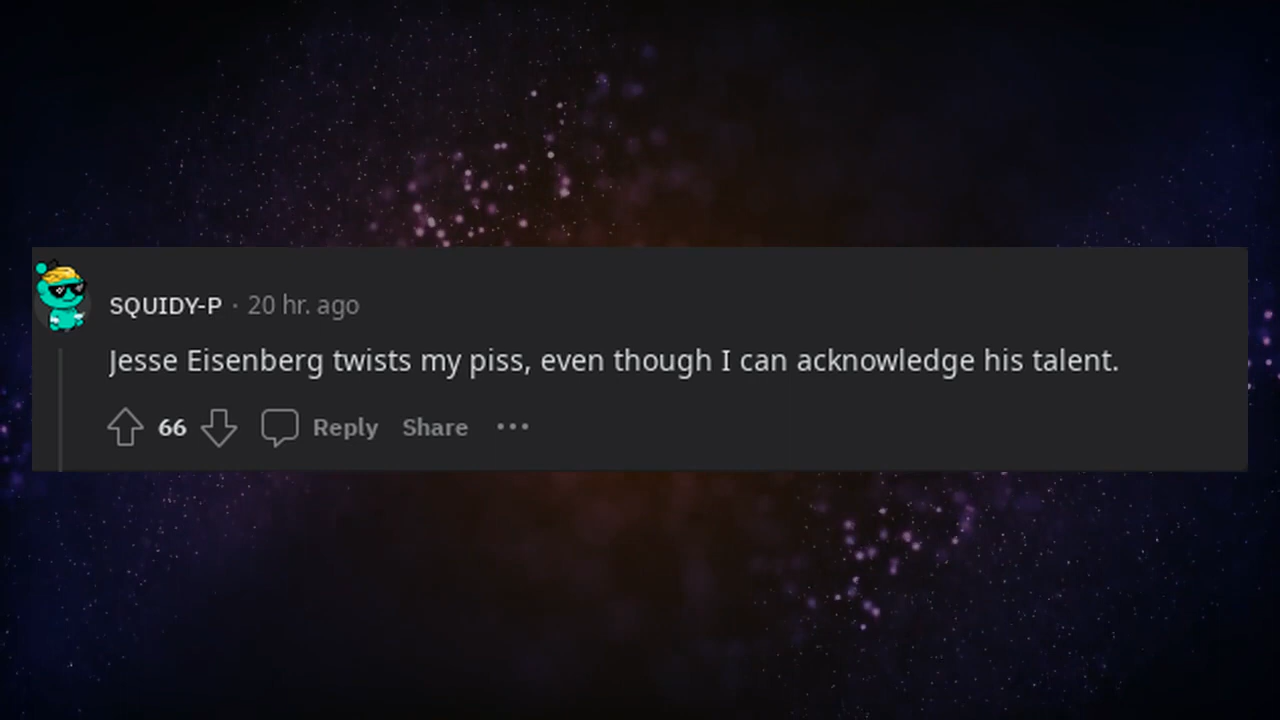 SQUIDY-P · 20 hr. ago
Jesse Eisenberg twists my piss, even though I can acknowledge his talent.
66 Reply Share ···